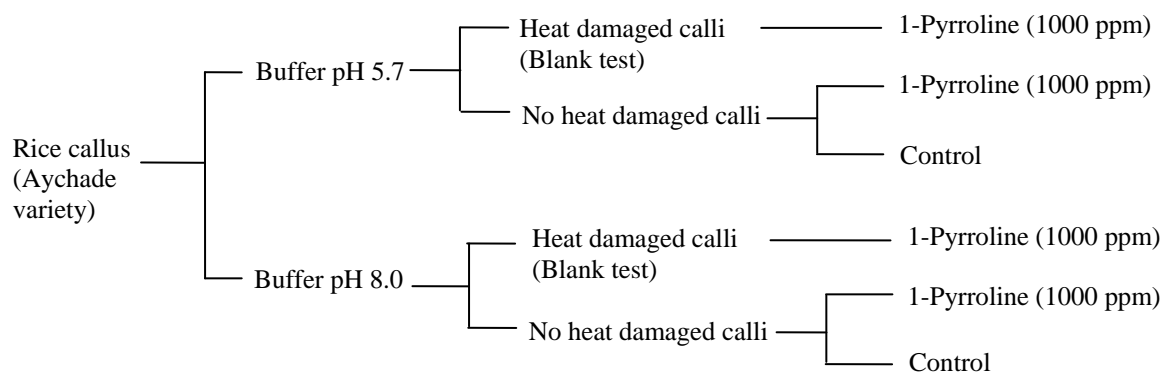 Heat damaged calli
(Blank test)
1-Pyrroline (1000 ppm)
Buffer pH 5.7
1-Pyrroline (1000 ppm)
No heat damaged calli
Control
Rice callus
(Aychade
variety)
Heat damaged calli
(Blank test)
1-Pyrroline (1000 ppm)
Buffer pH 8.0
1-Pyrroline (1000 ppm)
No heat damaged calli
Control